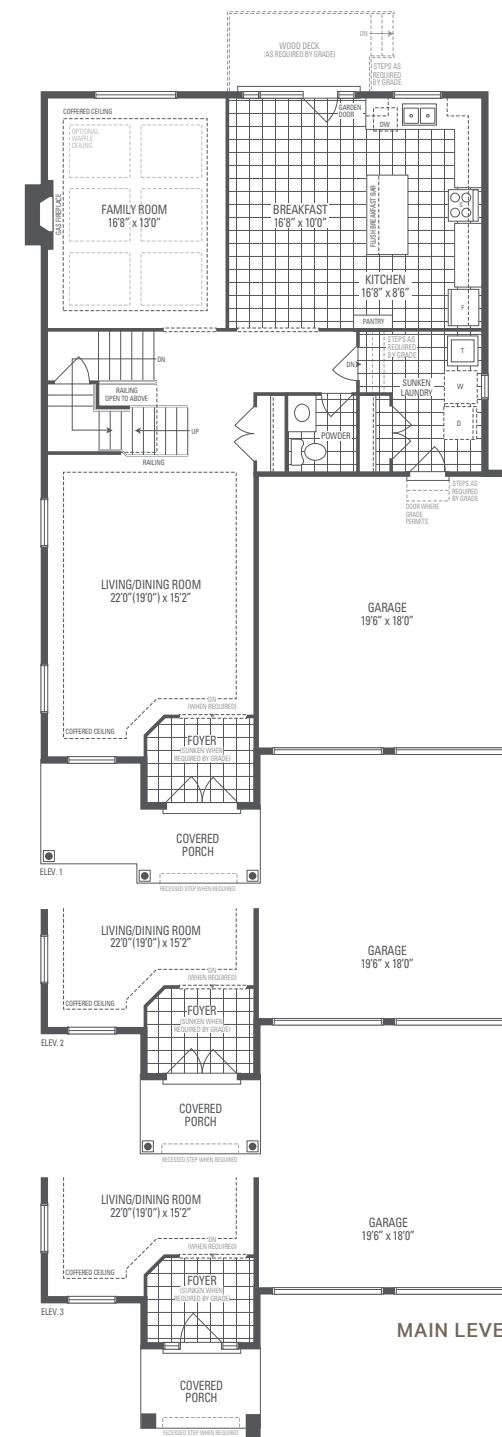 WOOD DECK
(AS REQUIRED BY GRADE)
DN
STEPS AS
REQUIRED
BY GRADE
COFFERED CEILING
OPTIONAL
WAFFLE
CEILING
GAS FIREPLACE
FAMILY ROOM
16'8" x 13'0"
BREAKFAST
16'8" x 10'0"
GARDEN
DOOR
DW
FLUSH BREAKFAST BAR
S
KITCHEN
16'8" x 8'6"
F
PANTRY
DN
RAILING
OPEN TO ABOVE
UP
RAILING
STEPS AS
REQUIRED
BY GRADE
DN
SUNKEN
LAUNDRY
T
W
D
POWDER
STEPS AS
REQUIRED
BY GRADE
DOOR WHERE
GRADE
PERMITS
LIVING/DINING ROOM
22'0"(19'0") x 15'2"
GARAGE
19'6" x 18'0"
DN
(WHEN REQUIRED)
COFFERED CEILING
FOYER
(SUNKEN WHEN
REQUIRED BY GRADE)
COVERED
PORCH
ELEV. 1
RECESSED STEP WHEN REQUIRED
LIVING/DINING ROOM
22'0"(19'0") x 15'2"
GARAGE
19'6" x 18'0"
DN
(WHEN REQUIRED)
COFFERED CEILING
FOYER
(SUNKEN WHEN
REQUIRED BY GRADE)
ELEV. 2
COVERED
PORCH
RECESSED STEP WHEN REQUIRED
LIVING/DINING ROOM
22'0"(19'0") x 15'2"
GARAGE
19'6" x 18'0"
DN
(WHEN REQUIRED)
COFFERED CEILING
FOYER
(SUNKEN WHEN
REQUIRED BY GRADE)
ELEV. 3
MAIN LEVE
COVERED
PORCH
RECESSED STEP WHEN REQUIRED